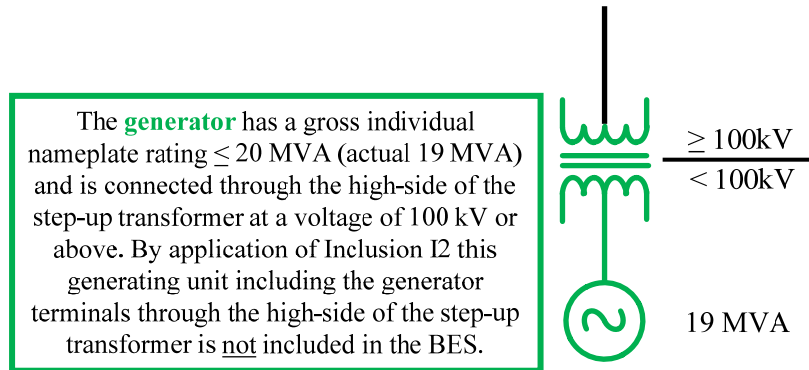 The generator has a gross individual
nameplate rating ≤ 20 MVA (actual 19 MVA)
and is connected through the high-side of the
step-up transformer at a voltage of 100 kV or
above. By application of Inclusion I2 this
generating unit including the generator
terminals through the high-side of the step-up
transformer is not included in the BES.
≥ 100kV
< 100kV
19 MVA